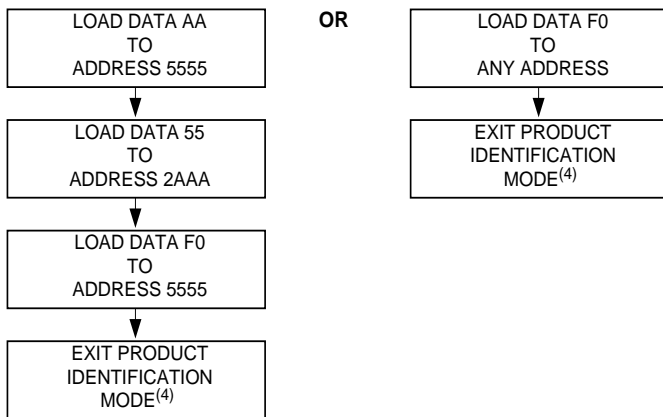 LOAD DATA AA
TO
ADDRESS 5555
LOAD DATA 55
TO
ADDRESS 2AAA
LOAD DATA F0
TO
ADDRESS 5555
EXIT PRODUCT
IDENTIFICATION
MODE(4)
OR
LOAD DATA F0
TO
ANY ADDRESS
EXIT PRODUCT
IDENTIFICATION
MODE(4)